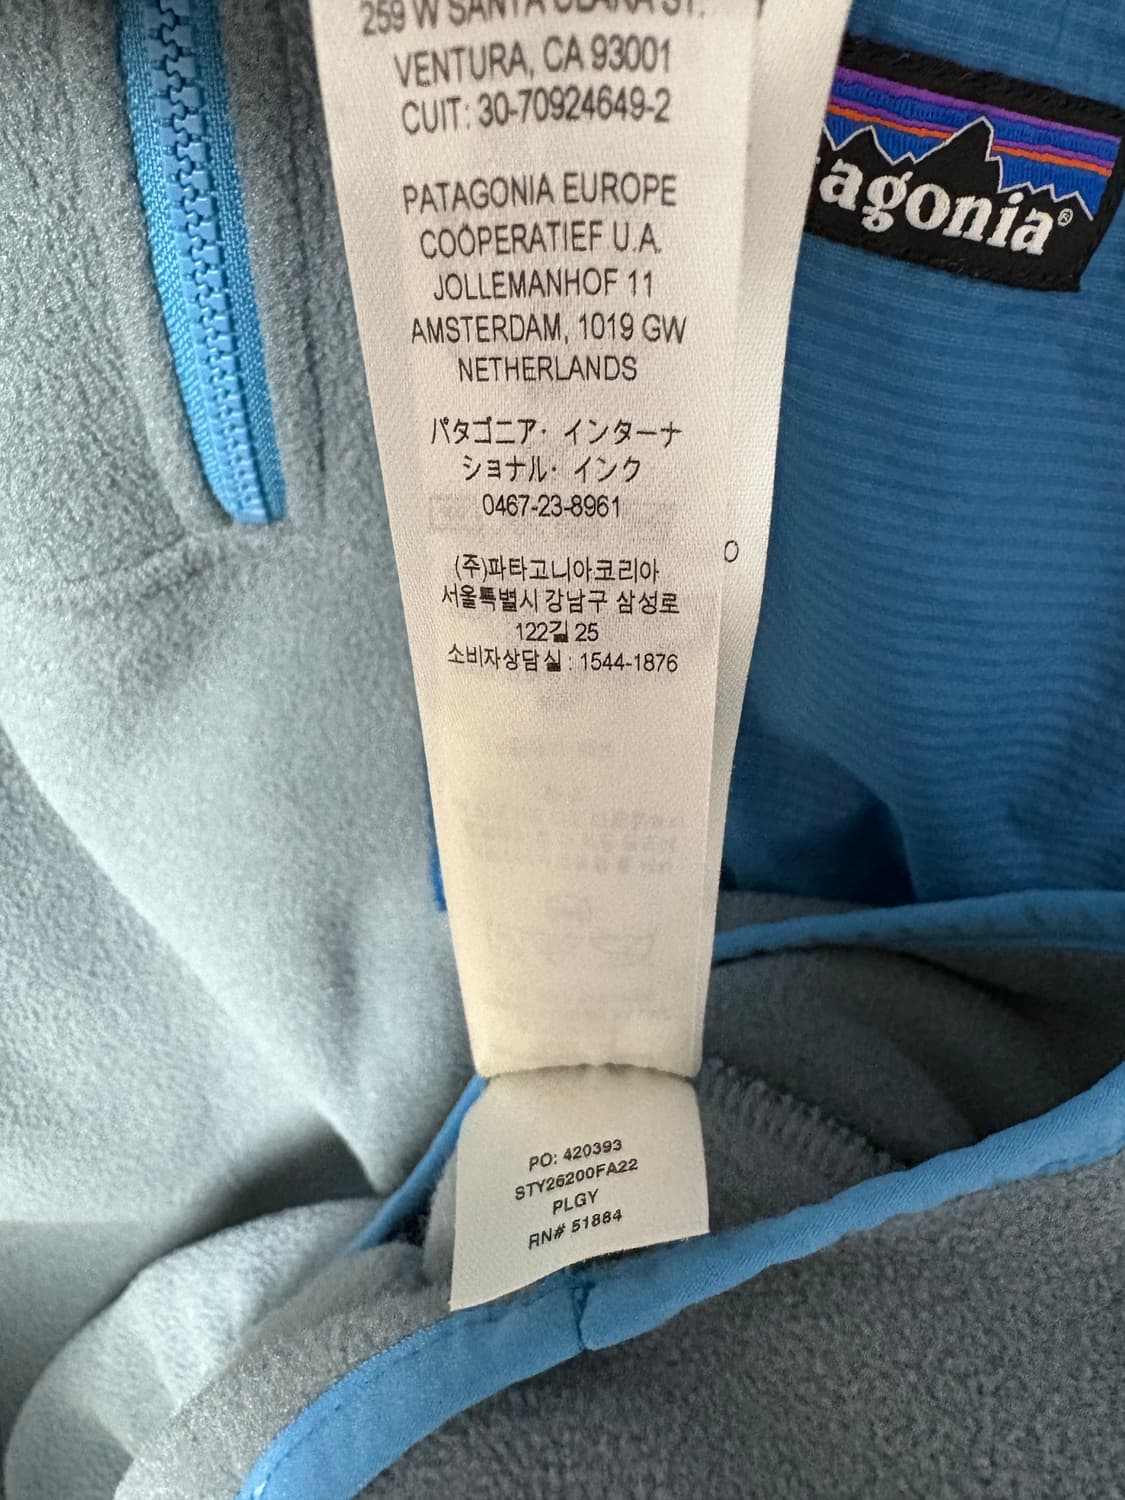 259 W SANTA CLARA ST.
VENTURA, CA 93001
CUIT: 30-70924649-2
PATAGONIA EUROPE
COÖPERATIEF U.A.
JOLLEMANHOF 11
AMSTERDAM, 1019 GW
NETHERLANDS
パタゴニア・インターナ
ショナル・インク
0467-23-8961
(주)파타고니아코리아
서울특별시 강남구 삼성로
122길 25
소비자상담실 : 1544-1876
PO: 420393
STY26200FA22
PLGY
RN# 51884
Y
O
agonia®